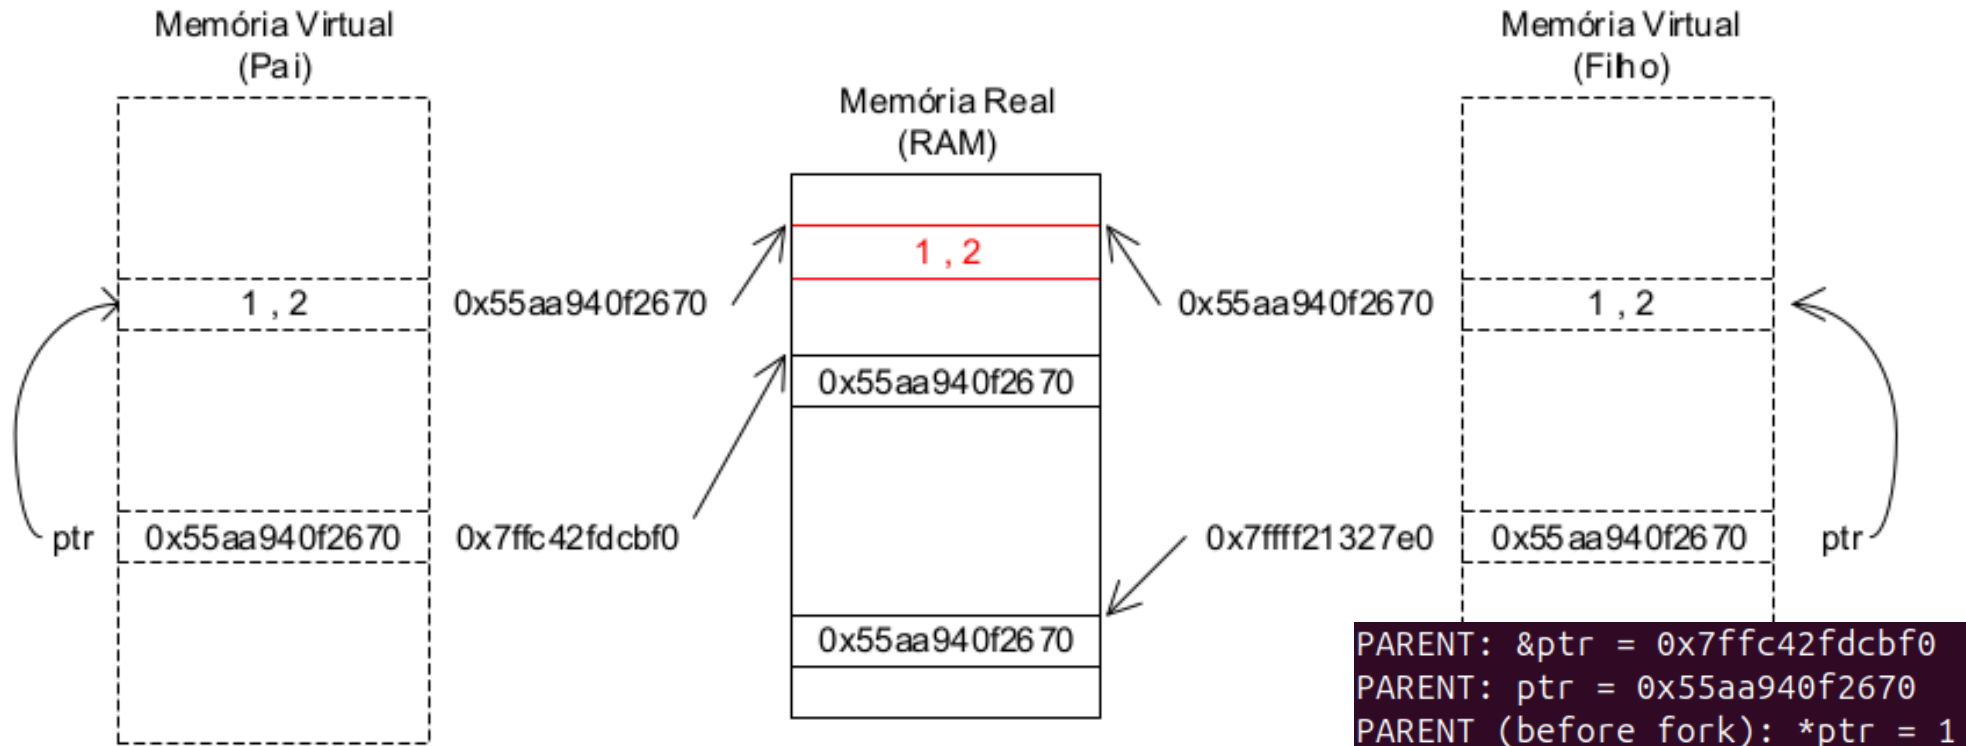 Memória Virtual
(Pai)
1 , 2
0x55aa940f2670
ptr
0x55aa940f2670
0x7ffc42fdcbf0
Memória Real
(RAM)
1 , 2
0x55aa940f2670
0x55aa940f2670
Memória Virtual
(Filho)
0x55aa940f2670
1 , 2
0x7ffff21327e0
0x55aa940f2670
ptr
PARENT: &ptr = 0x7ffc42fdcbf0
PARENT: ptr = 0x55aa940f2670
PARENT (before fork): *ptr = 1